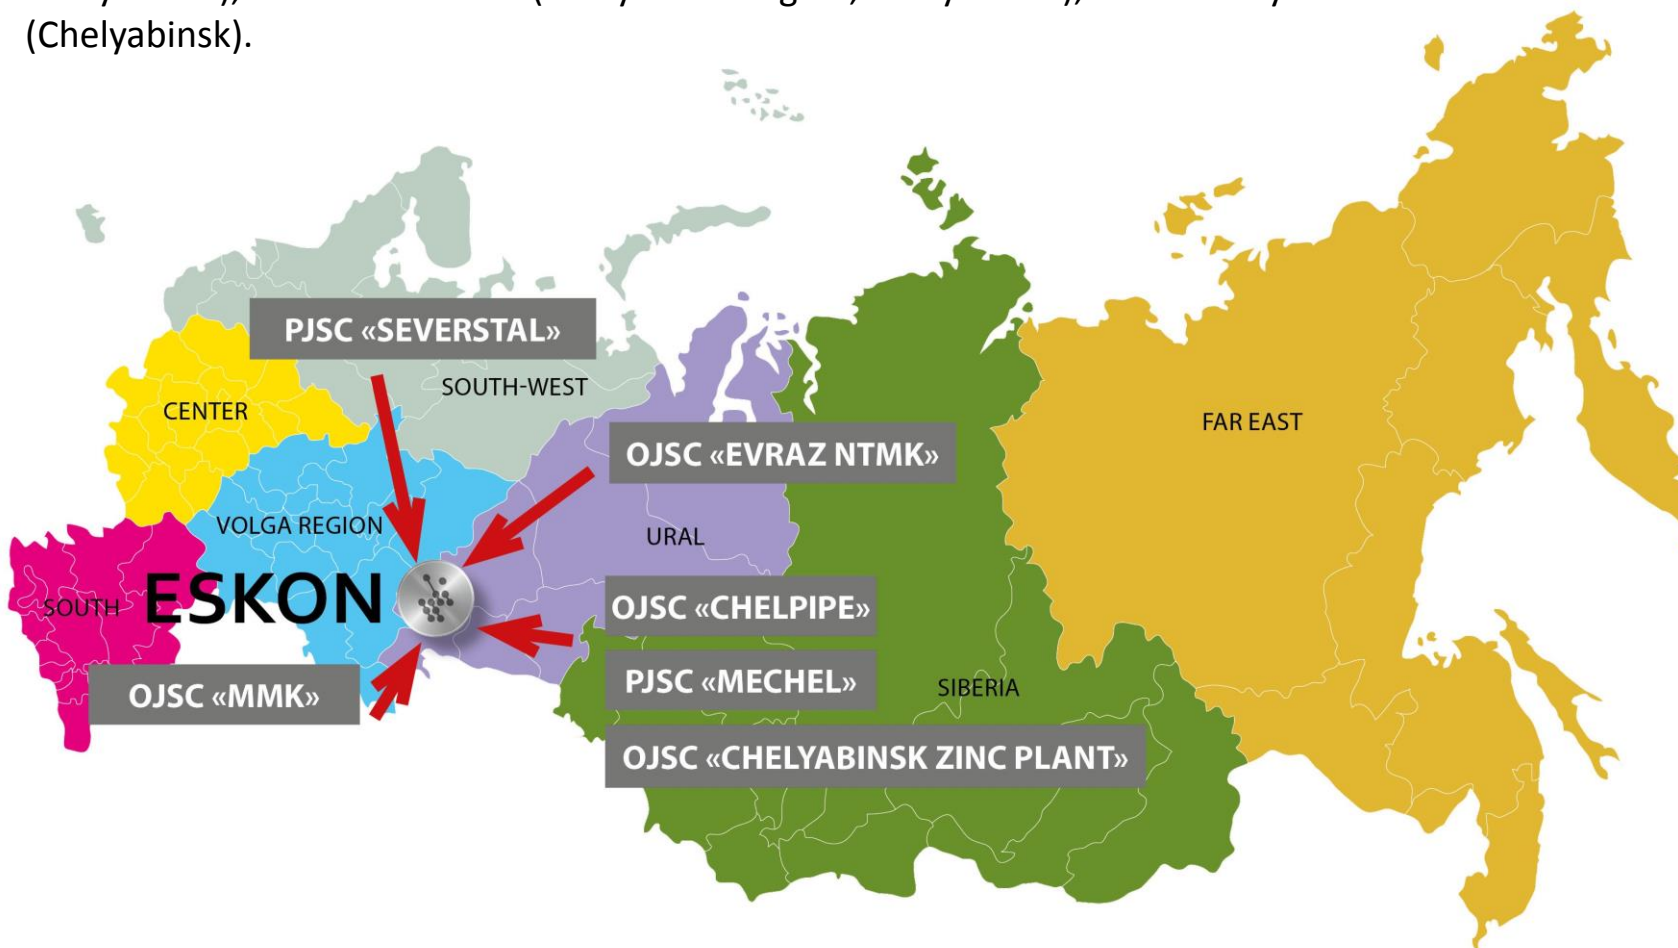 (Chelyabinsk).
PJSC «SEVERSTAL»
SOUTH-WEST
CENTER
FAR EAST
OJSC «EVRAZ NTMK»
VOLGA REGION
URAL
ESKON
SOUTH
OJSC «CHELPIPE»
PJSC «MECHEL»
SIBERIA
OJSC «MMK»
OJSC «CHELYABINSK ZINC PLANT»